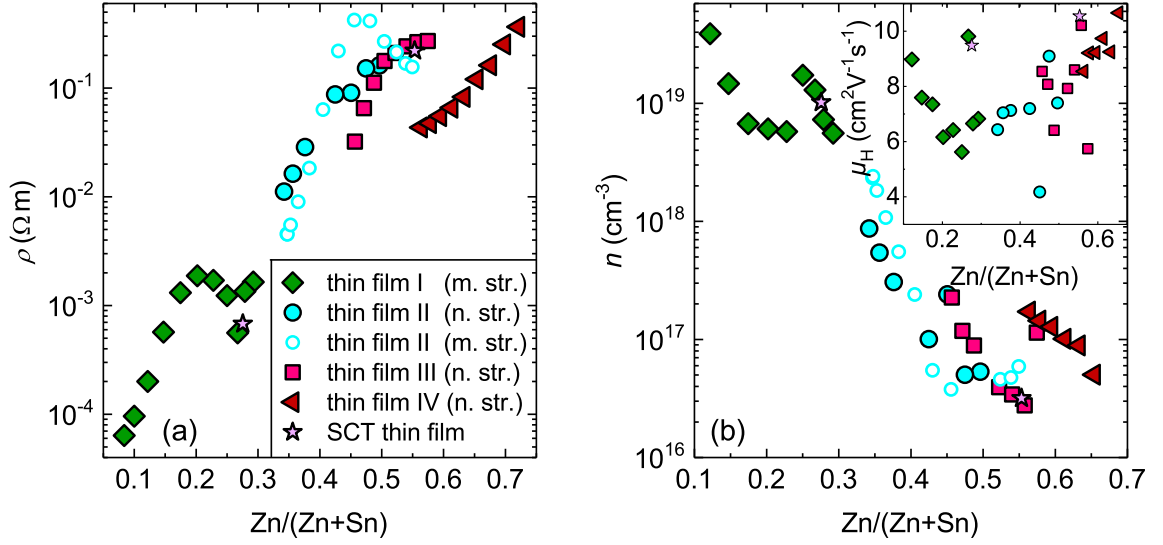 ρ (Ω m)
10⁻¹
10⁻²
10⁻³
10⁻⁴
thin film I (m. str.)
thin film II (n. str.)
thin film II (m. str.)
thin film III (n. str.)
thin film IV (n. str.)
SCT thin film
(a)
0.1 0.2 0.3 0.4 0.5 0.6 0.7
Zn/(Zn+Sn)
n (cm⁻³)
10¹⁹
10¹⁸
10¹⁷
10¹⁶
(b)
0.1 0.2 0.3 0.4 0.5 0.6 0.7
Zn/(Zn+Sn)
μH (cm²V⁻¹s⁻¹)
10
8
6
4
0.2 0.4 0.6
Zn/(Zn+Sn)